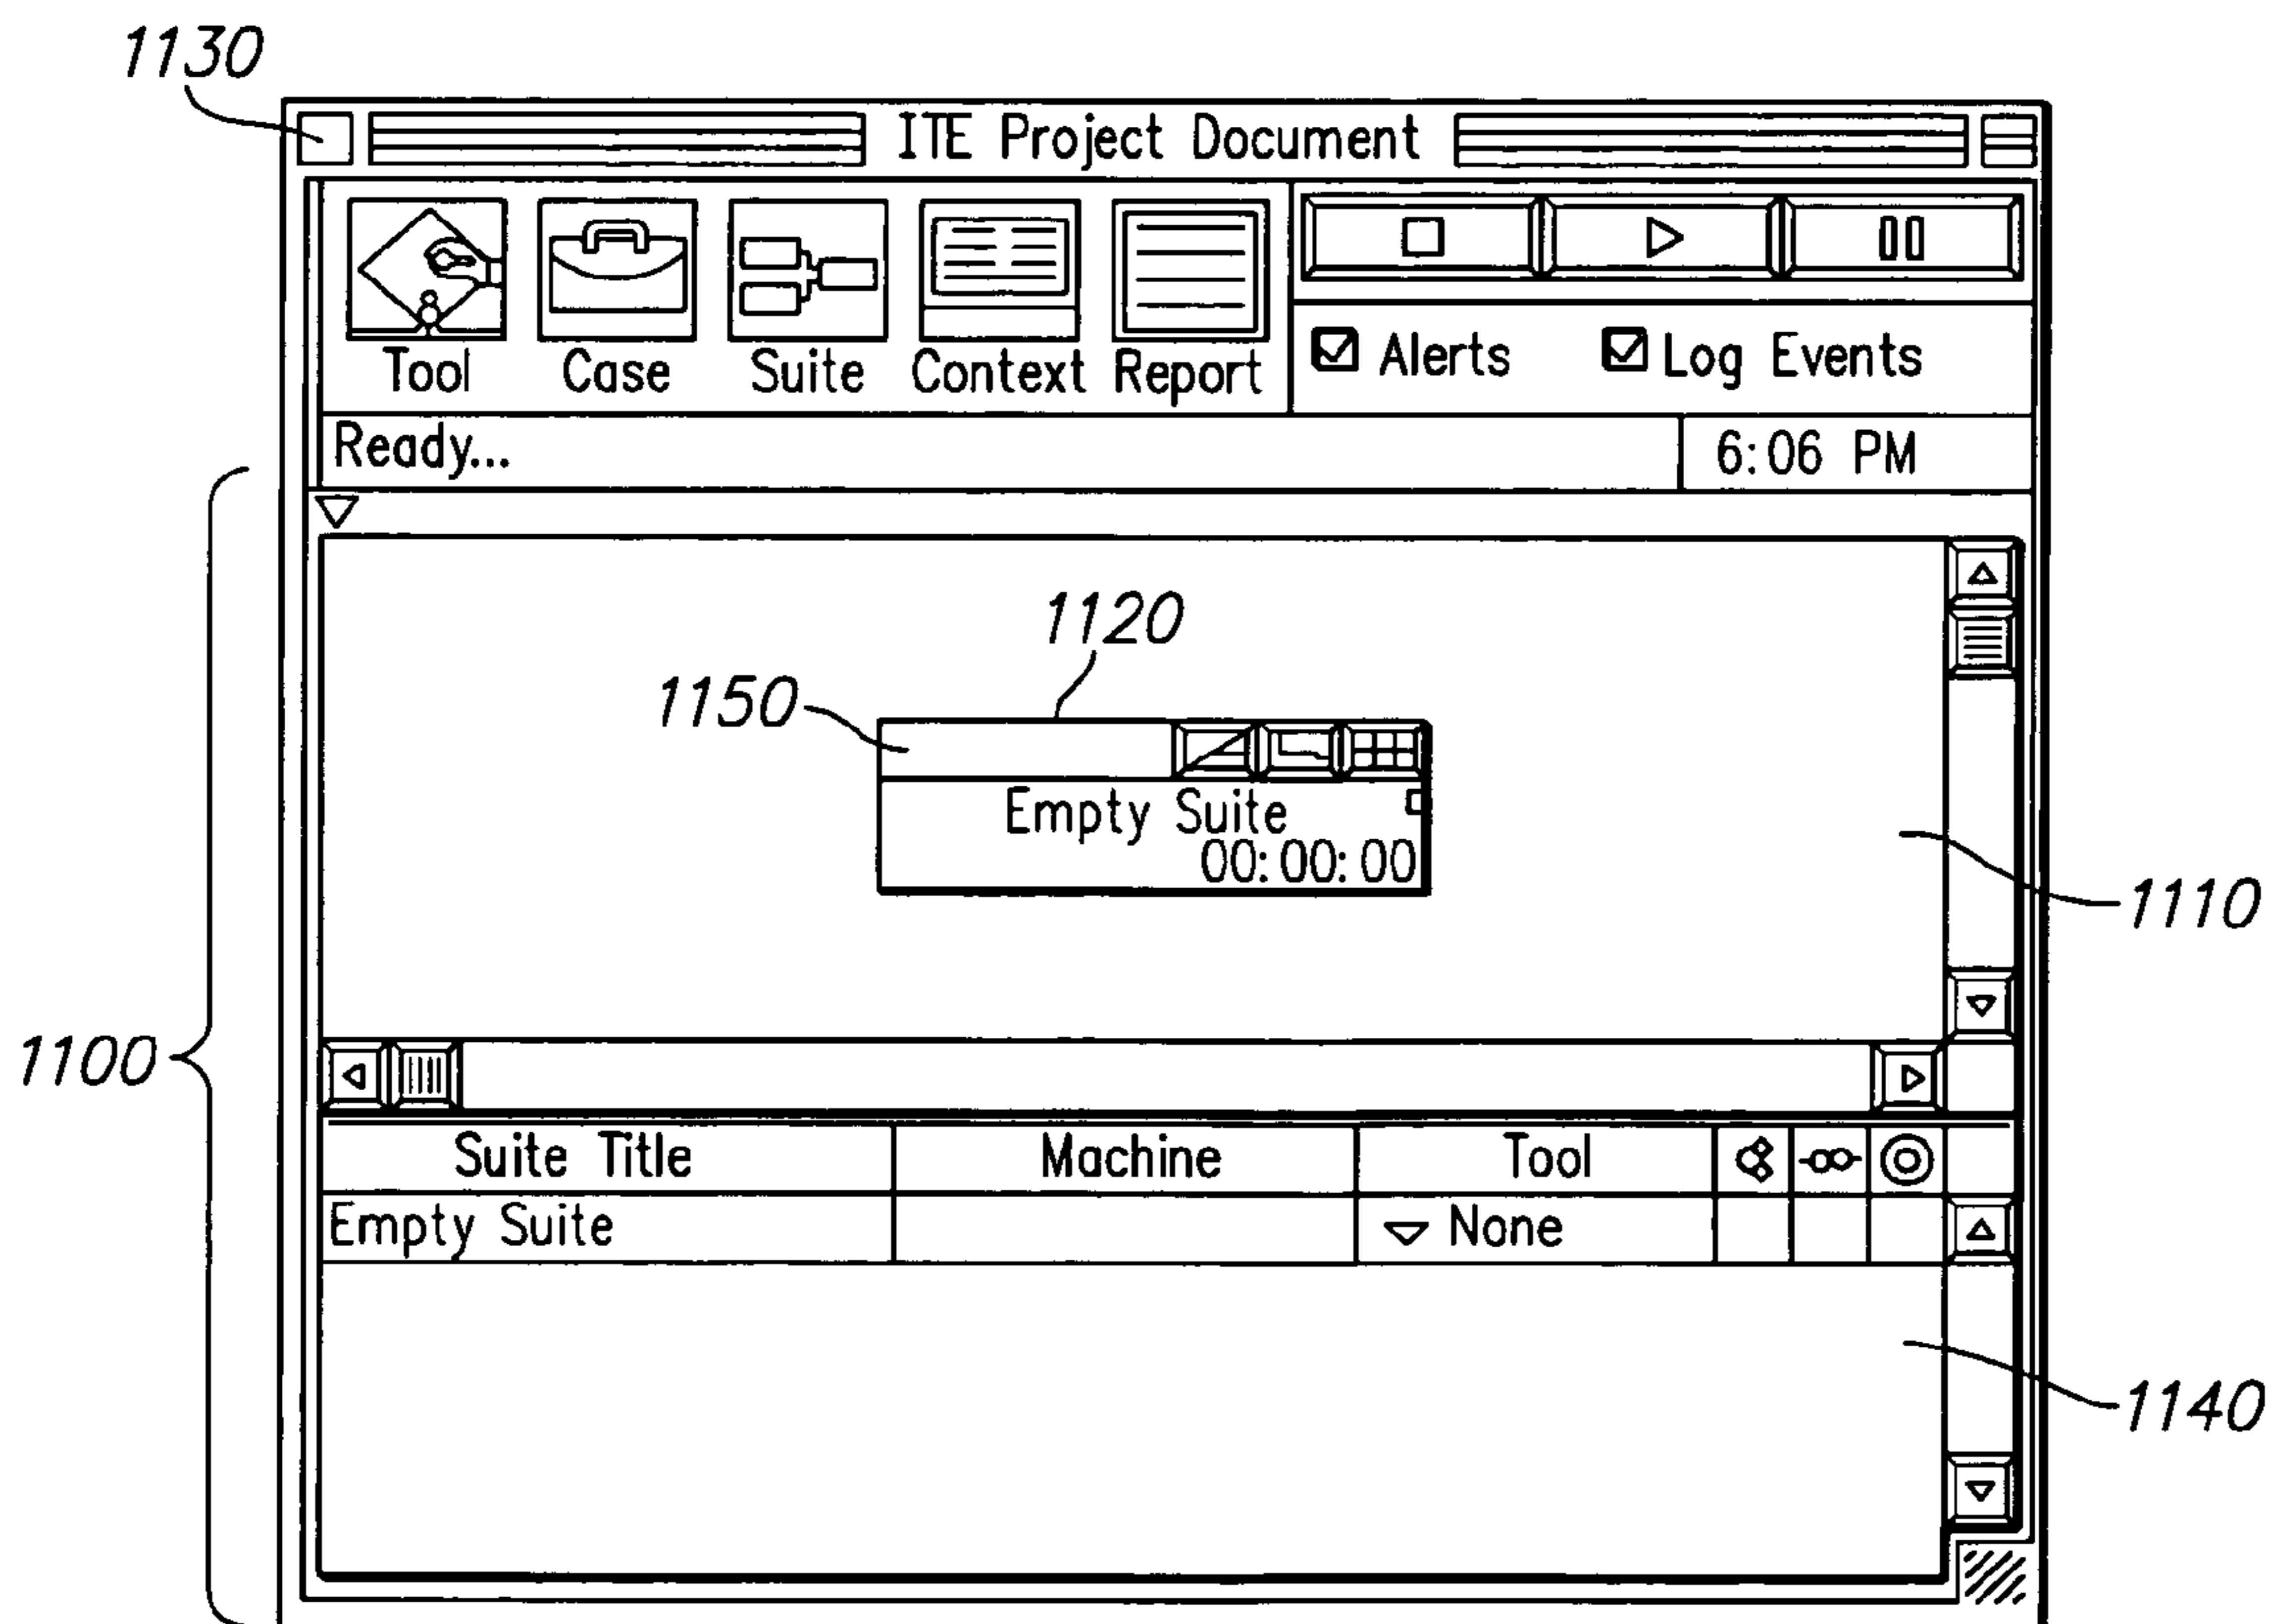 1130
ITE Project Document
Tool Case Suite Context Report
Alerts Log Events
Ready... 6:06 PM
1120
1150
Empty Suite
00:00:00
1110
1100
Suite Title Machine Tool
Empty Suite None
1140